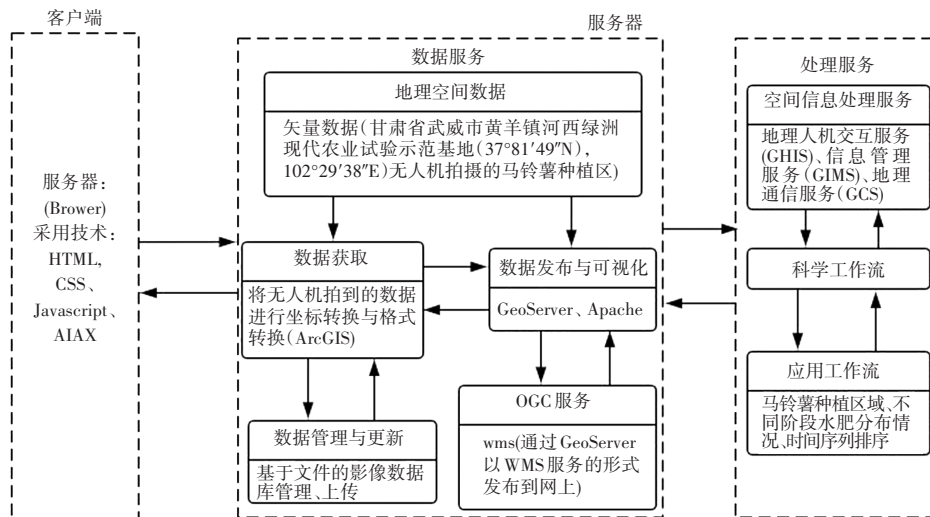 客户端
服务器：
(Brower)
采用技术：
HTML,
CSS、
Javascript、
AIAX
服务器
数据服务
地理空间数据
矢量数据(甘肃省武威市黄羊镇河西绿洲
现代农业试验示范基地(37°81′49″N),
102°29′38″E)无人机拍摄的马铃薯种植区)
数据获取
将无人机拍到的数据
进行坐标转换与格式
转换(ArcGIS)
数据发布与可视化
GeoServer、Apache
数据管理与更新
基于文件的影像数据
库管理、上传
OGC服务
wms(通过GeoServer
以WMS服务的形式
发布到网上)
处理服务
空间信息处理服务
地理人机交互服务
(GHIS)、信息管理
服务(GIMS)、地理
通信服务(GCS)
科学工作流
应用工作流
马铃薯种植区域、不
同阶段水肥分布情
况、时间序列排序